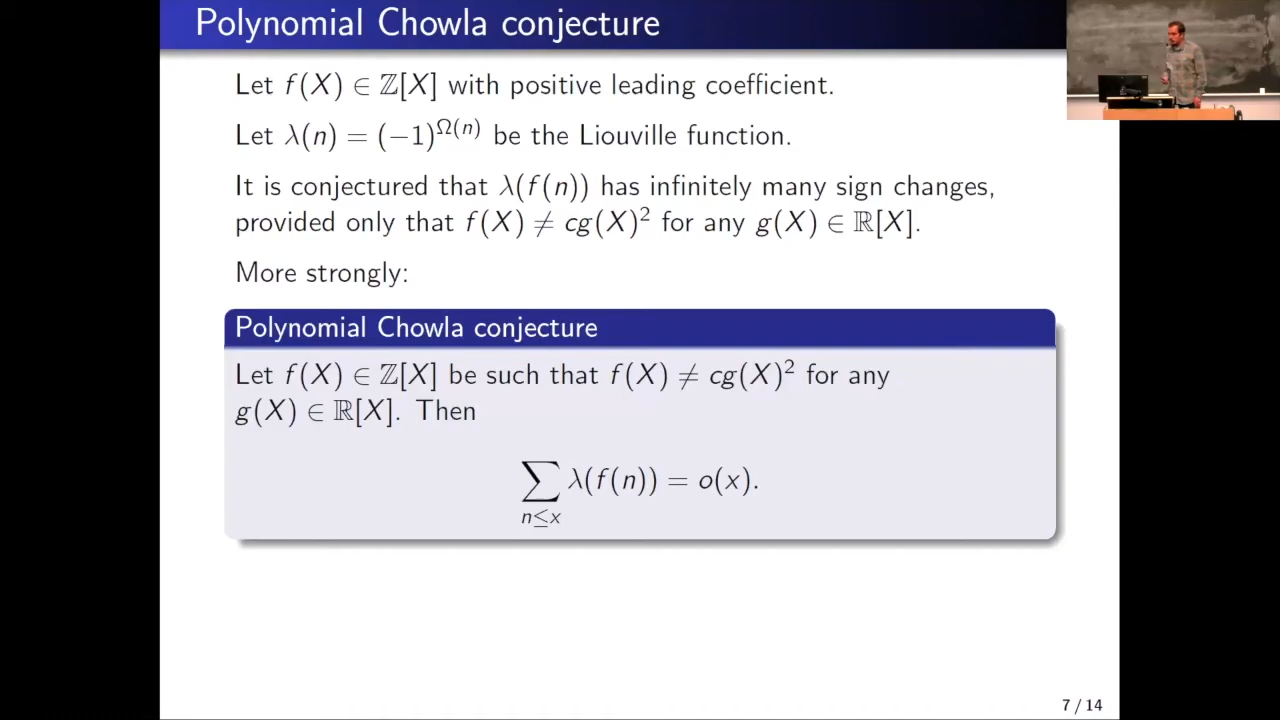 Polynomial Chowla conjecture
Let f(X) ∈ ℤ[X] with positive leading coefficient.
Let λ(n) = (−1)^{Ω(n)} be the Liouville function.
It is conjectured that λ(f(n)) has infinitely many sign changes,
provided only that f(X) ≠ cg(X)² for any g(X) ∈ ℝ[X].
More strongly:
Polynomial Chowla conjecture
Let f(X) ∈ ℤ[X] be such that f(X) ≠ cg(X)² for any
g(X) ∈ ℝ[X]. Then
∑_{n≤x} λ(f(n)) = o(x).
7 / 14